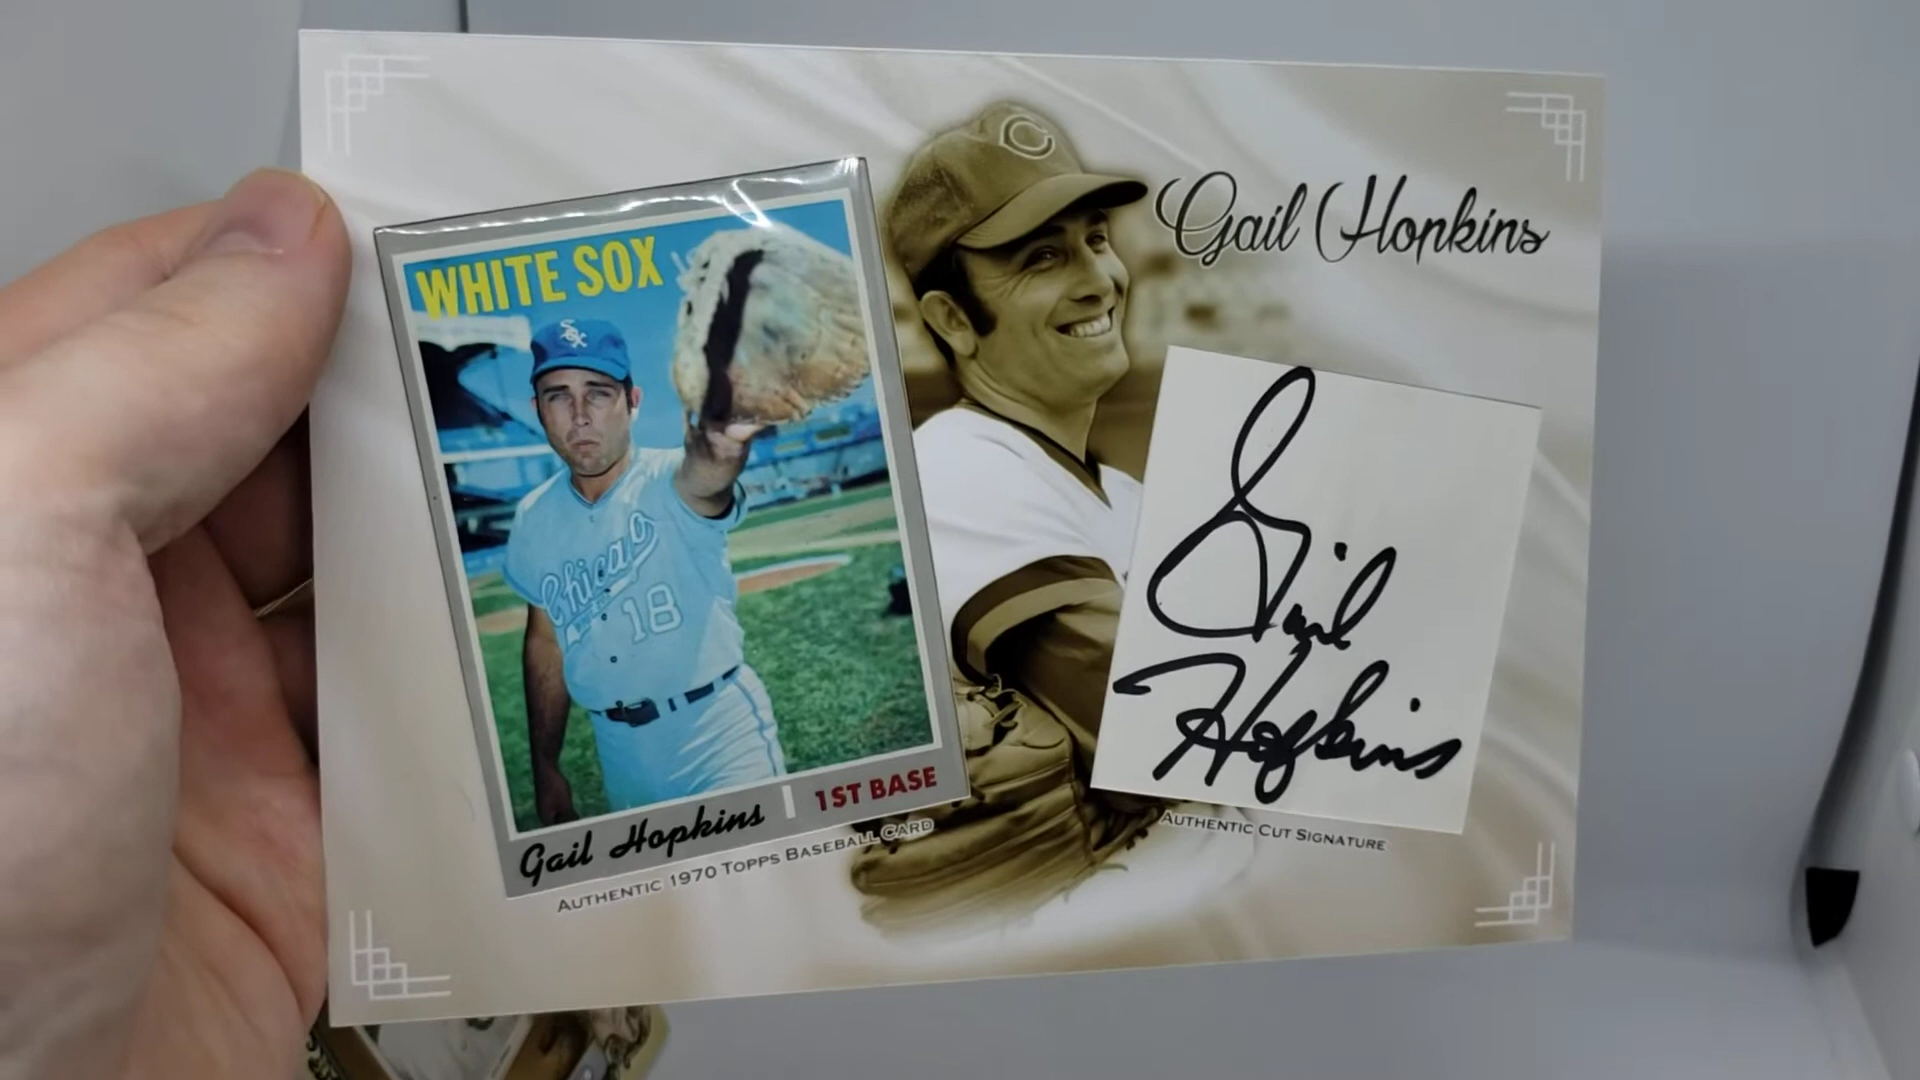 WHITE SOX
SOX
Chicago
18
Gail Hopkins | 1ST BASE
AUTHENTIC 1970 TOPPS BASEBALL CARD
C
Gail Hopkins
Gail
Hopkins
AUTHENTIC CUT SIGNATURE